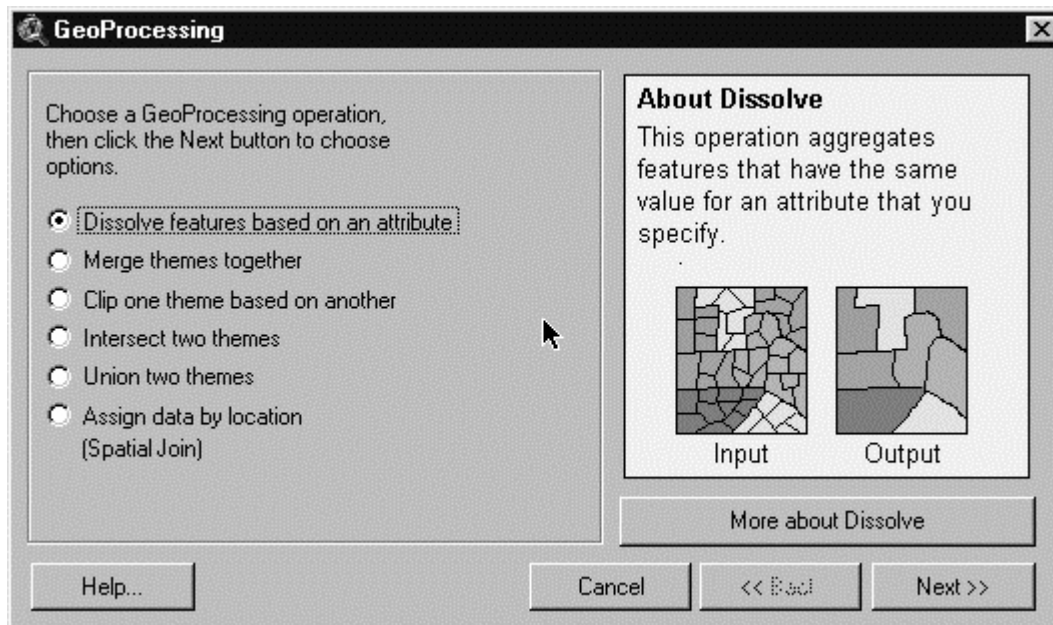 GeoProcessing
Choose a GeoProcessing operation,
then click the Next button to choose
options.
Dissolve features based on an attribute
Merge themes together
Clip one theme based on another
Intersect two themes
Union two themes
Assign data by location
(Spatial Join)
About Dissolve
This operation aggregates
features that have the same
value for an attribute that you
specify.
Input Output
More about Dissolve
Help... Cancel << Back Next >>